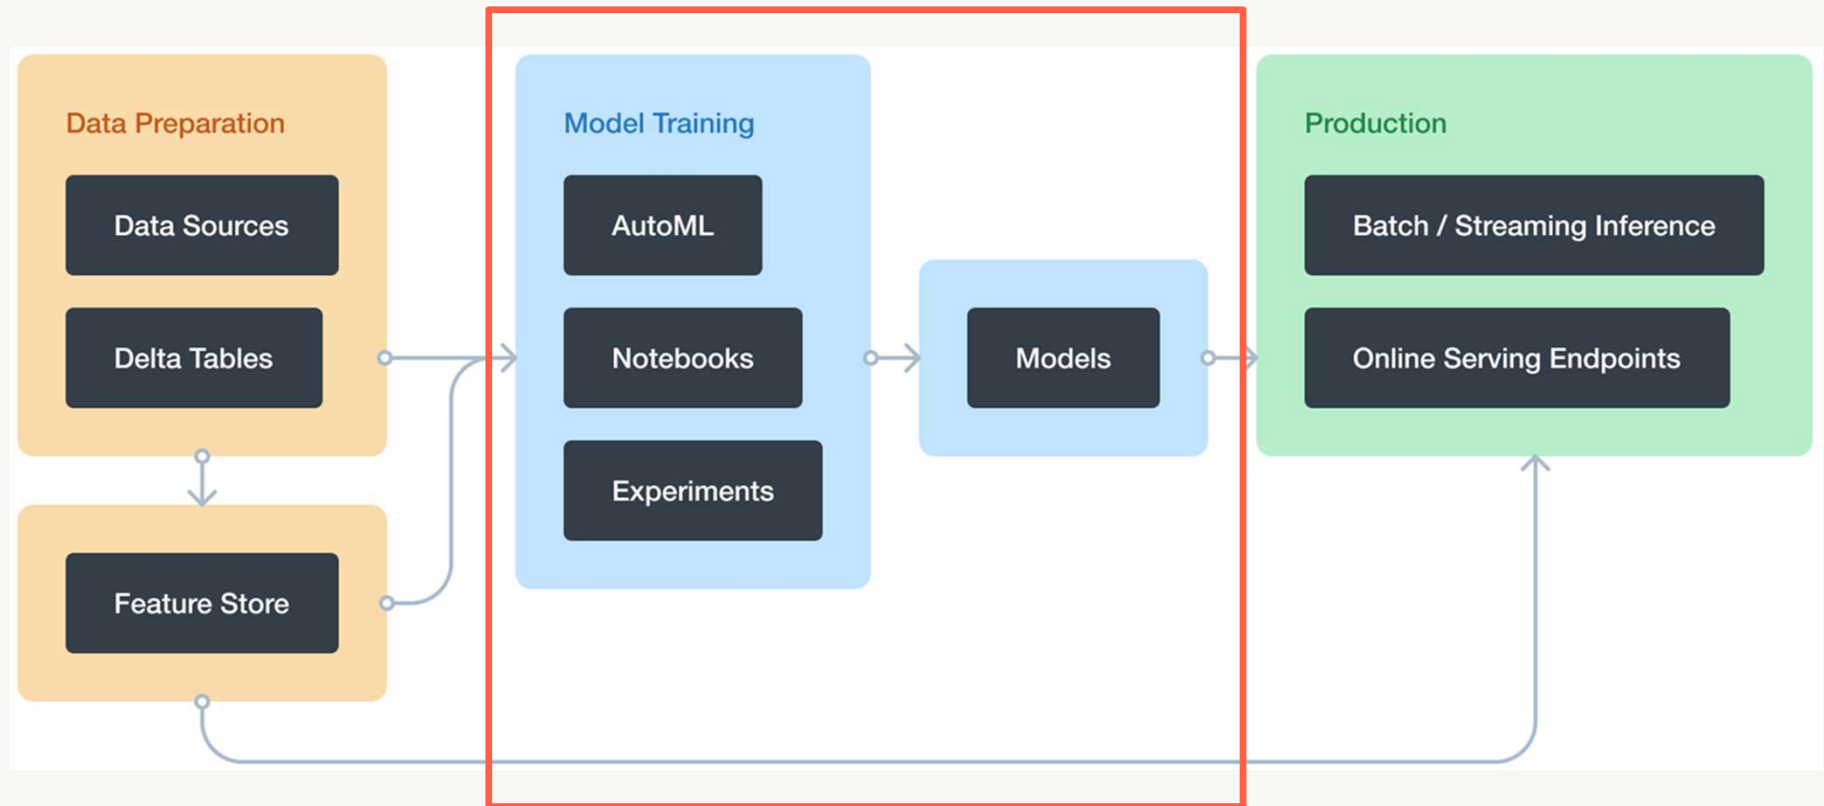 Data Preparation
Data Sources
Delta Tables
Feature Store
Model Training
AutoML
Notebooks
Experiments
Models
Production
Batch / Streaming Inference
Online Serving Endpoints